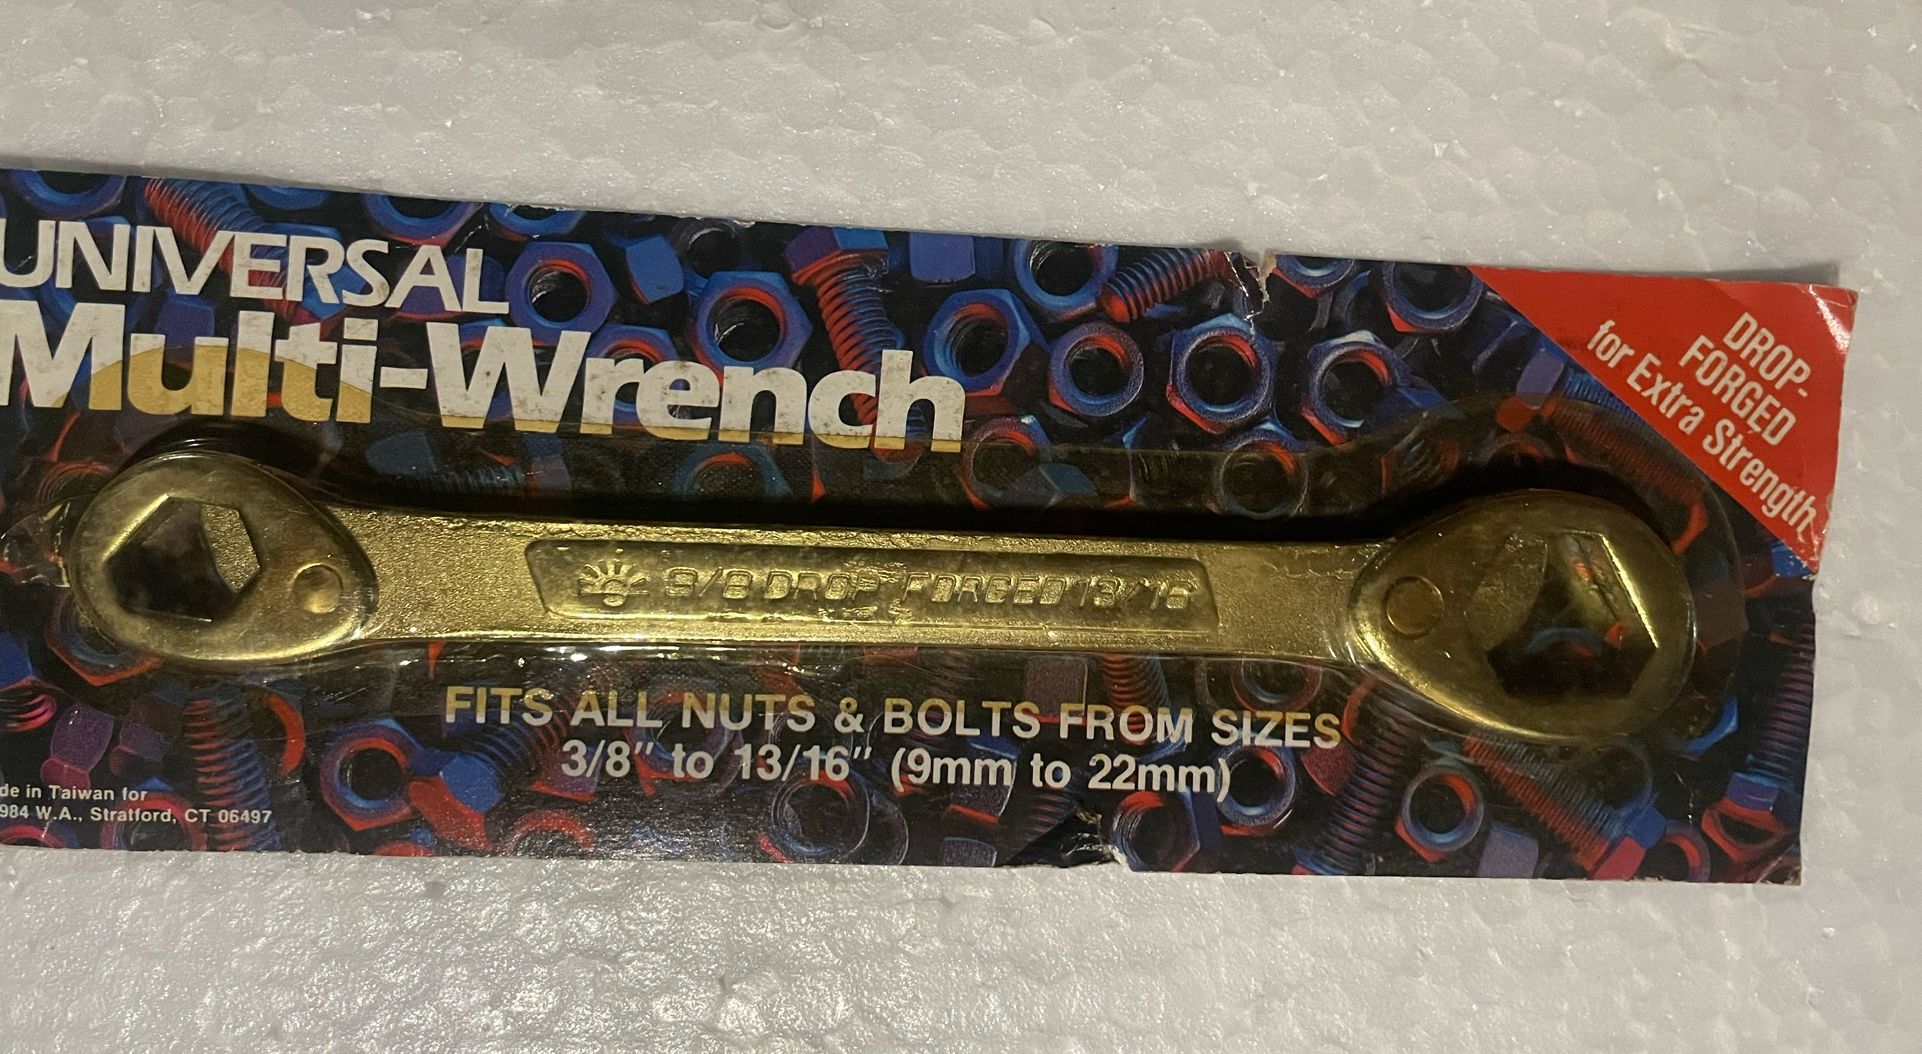 UNIVERSAL
Multi-Wrench
DROP-
FORGED
for Extra Strength
3/8 DROP FORGED 13/16
FITS ALL NUTS & BOLTS FROM SIZES
3/8" to 13/16" (9mm to 22mm)
de in Taiwan for
984 W.A., Stratford, CT 06497